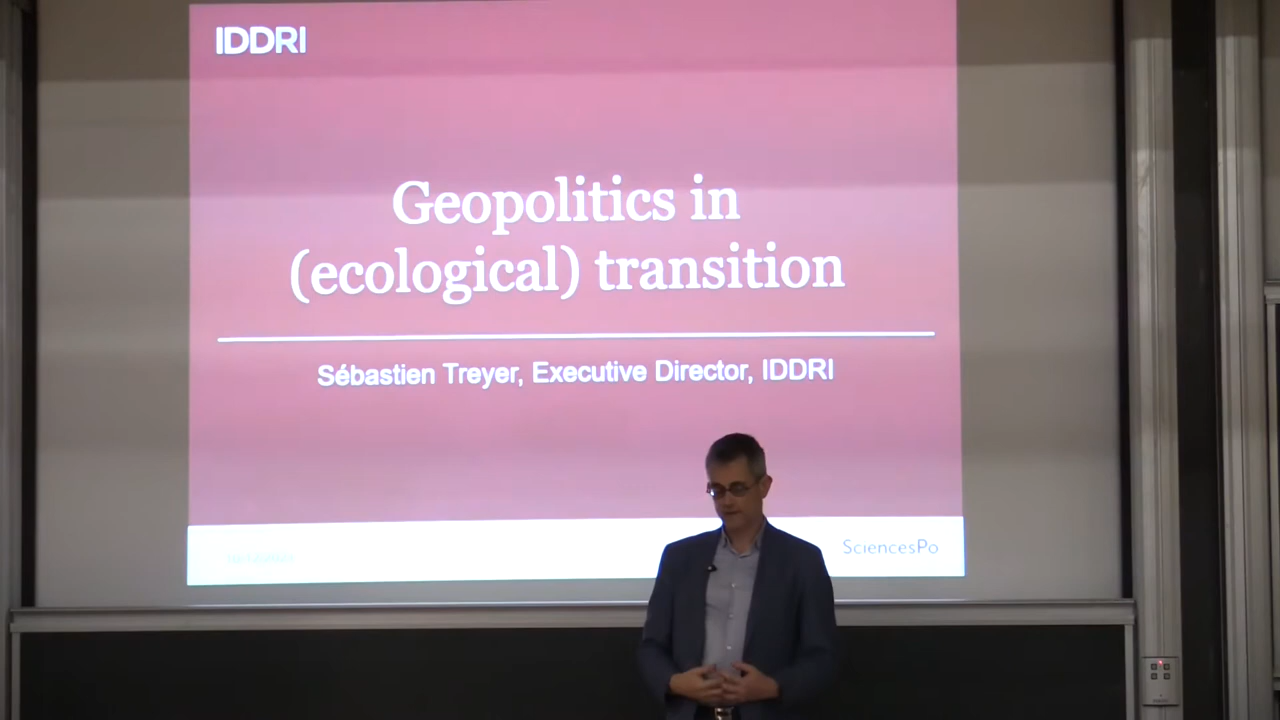 IDDRI
Geopolitics in
(ecological) transition
Sébastien Treyer, Executive Director, IDDRI
SciencesPo